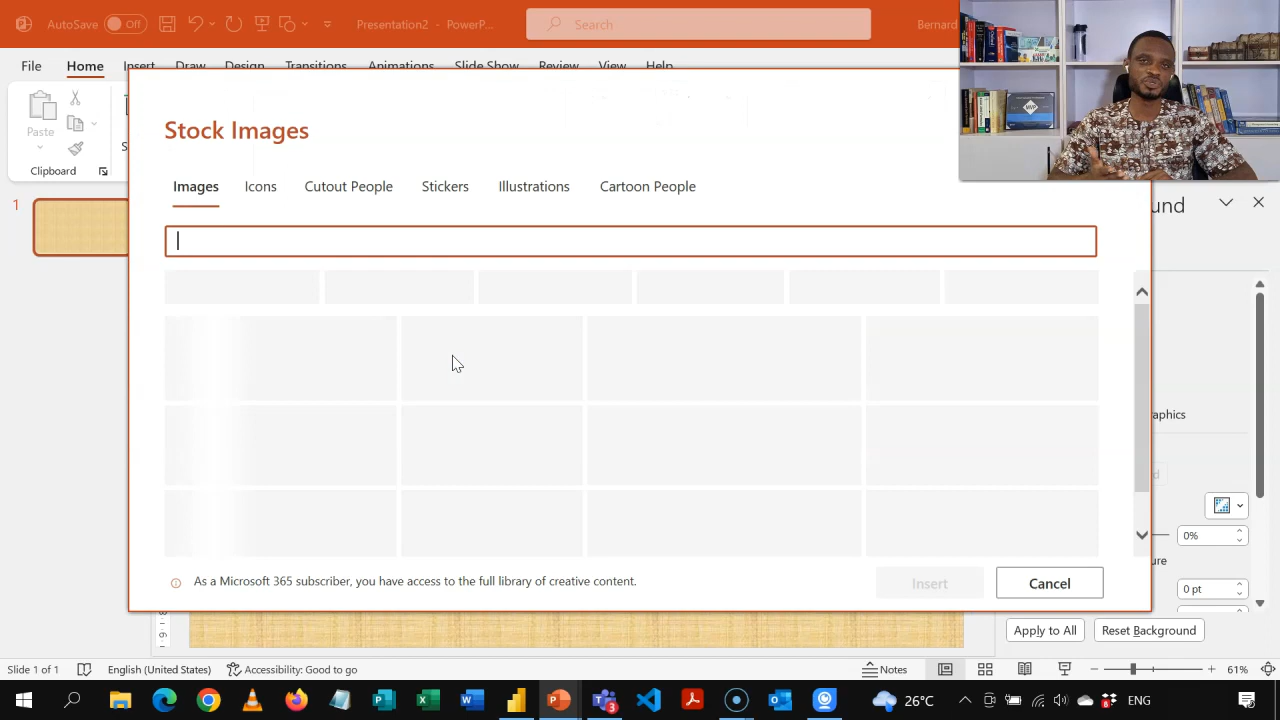 AutoSave Off Presentation2 - PowerP... Search Bernard
File Home Insert Draw Design Transitions Animations Slide Show Review View Help
Paste
Clipboard
Stock Images
Images Icons Cutout People Stickers Illustrations Cartoon People
1
As a Microsoft 365 subscriber, you have access to the full library of creative content.
Insert Cancel
und
aphics
0%
ure
0 pt
Apply to All Reset Background
Slide 1 of 1 English (United States) Accessibility: Good to go Notes 61%
26°C ENG